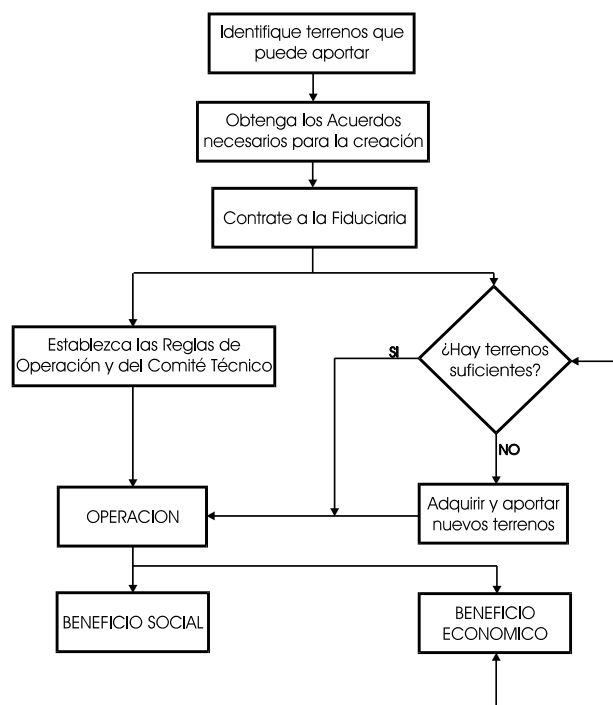 Identifique terrenos que
puede aportar
Obtenga los Acuerdos
necesarios para la creación
Contrate a la Fiduciaria
Establezca las Reglas de
Operación y del Comité Técnico
SI
¿Hay terrenos
suficientes?
NO
OPERACION
Adquirir y aportar
nuevos terrenos
BENEFICIO SOCIAL
BENEFICIO
ECONOMICO